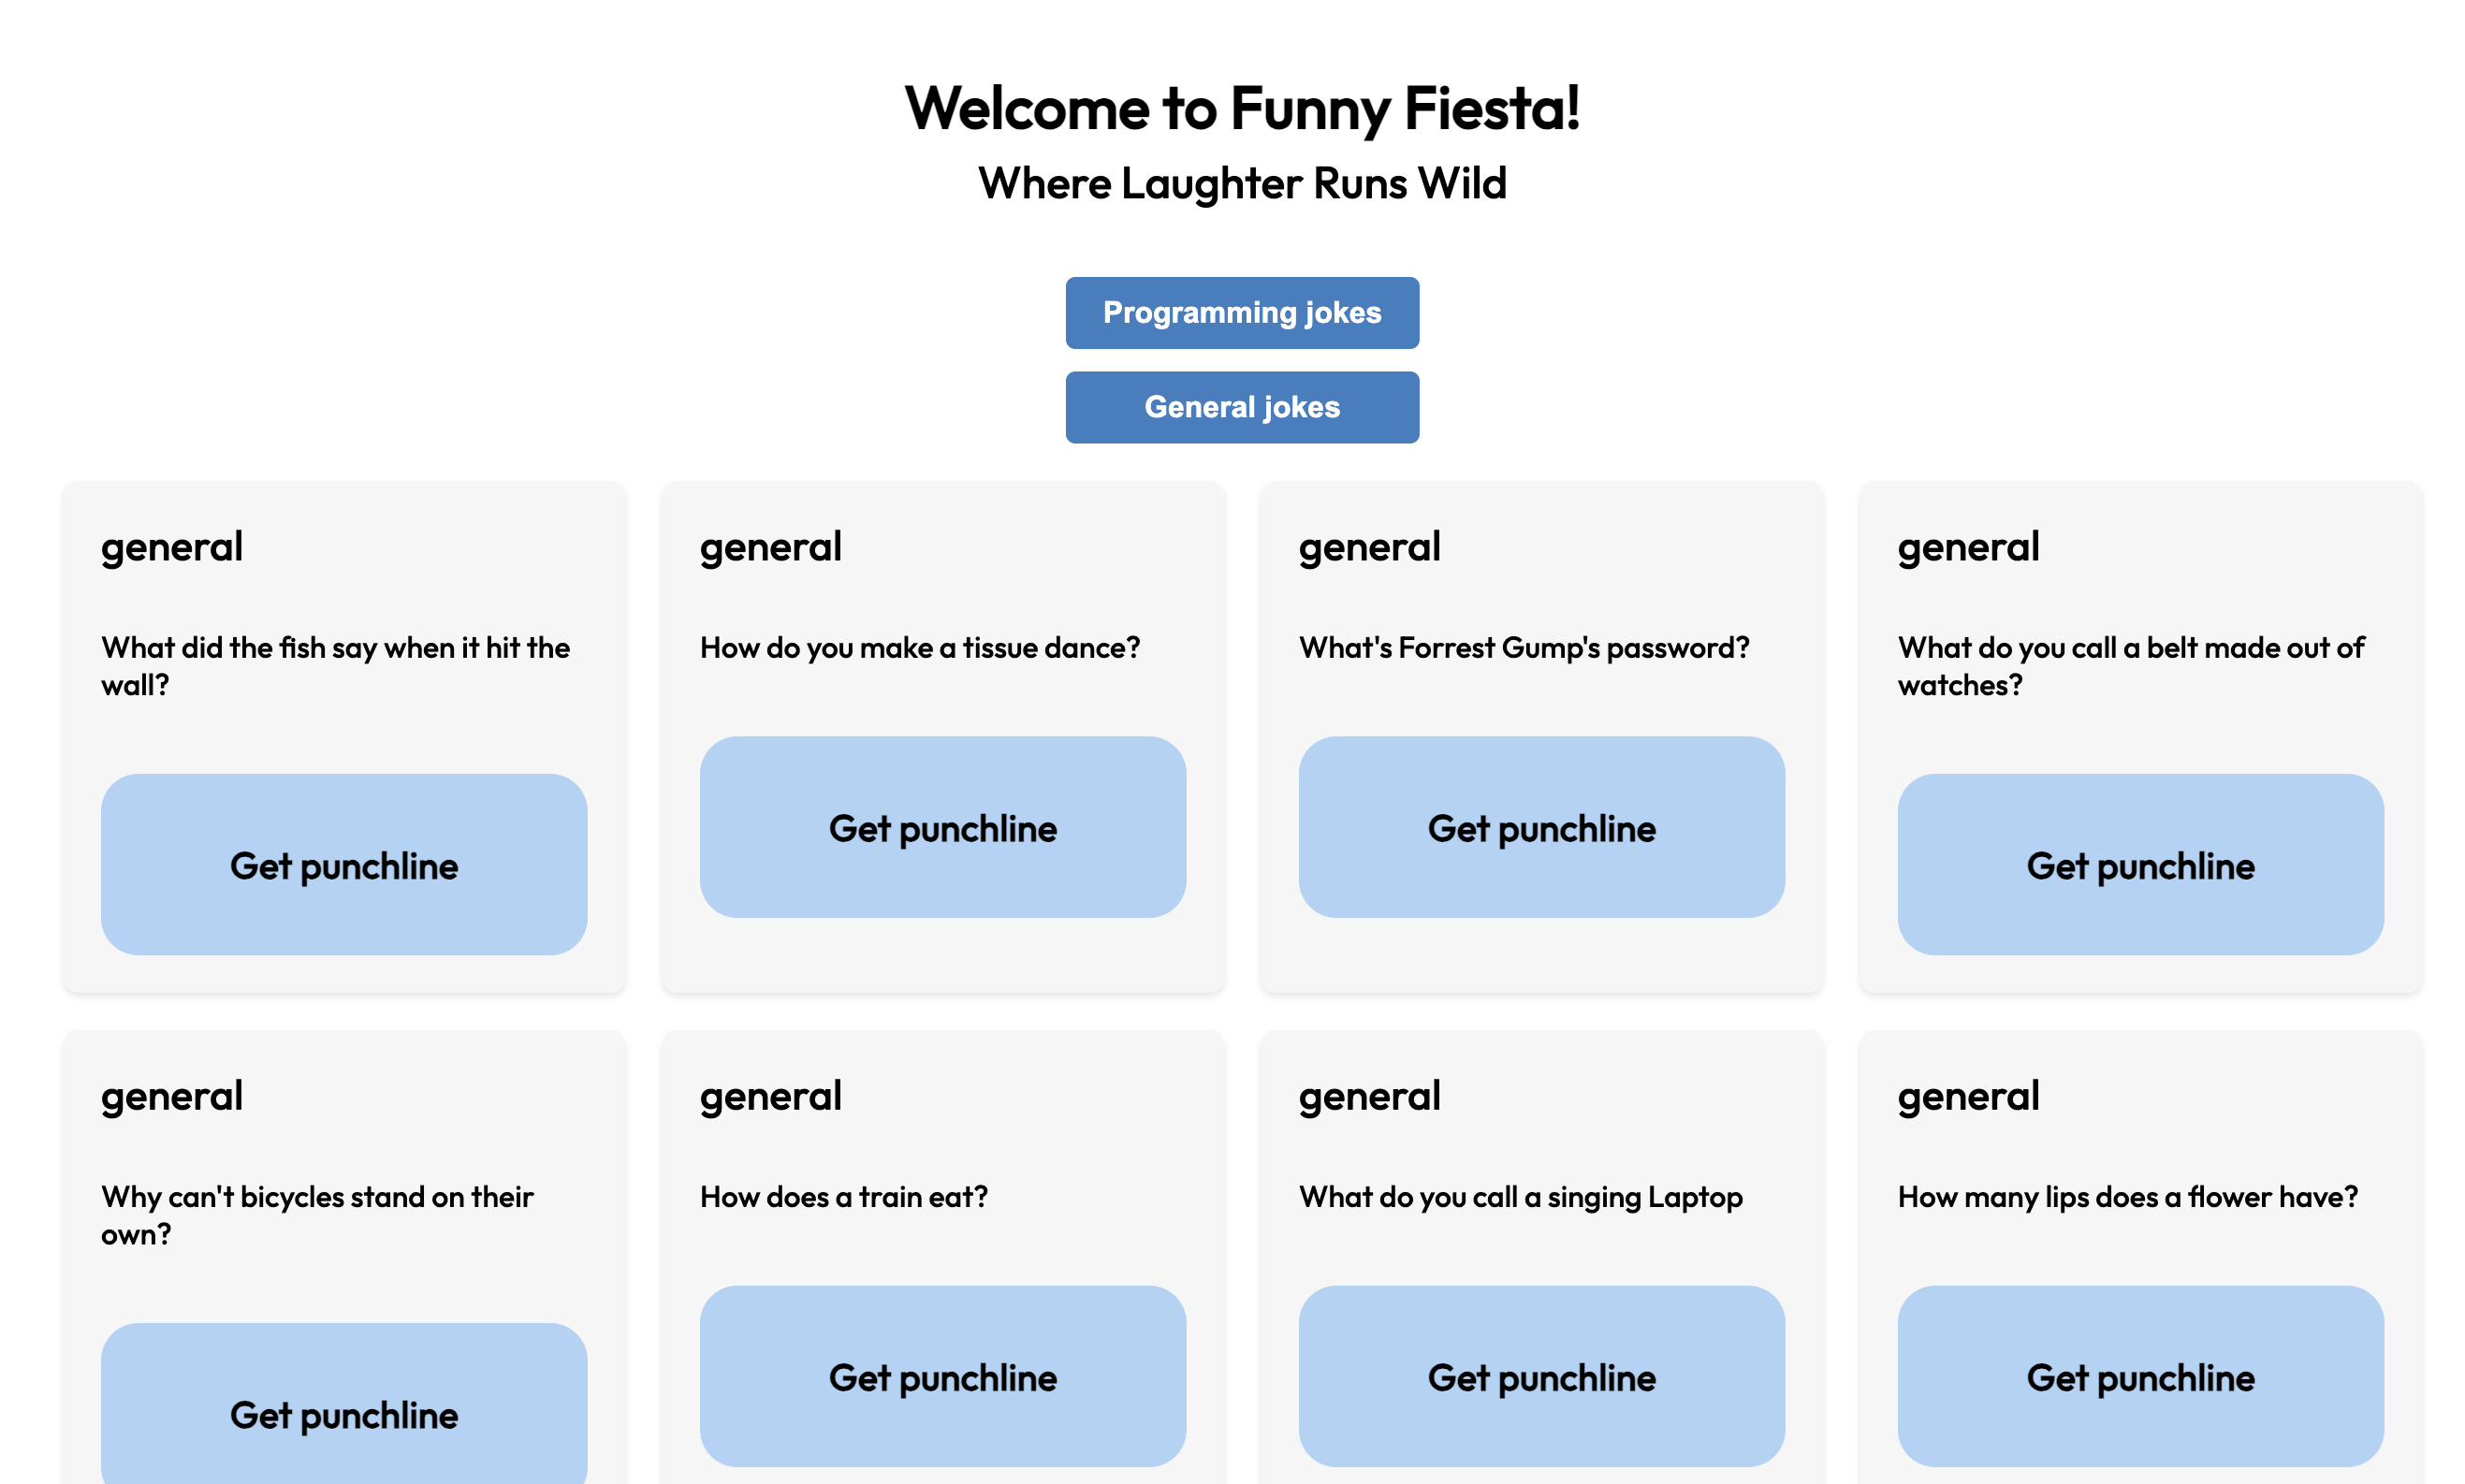 Welcome to Funny Fiesta!
Where Laughter Runs Wild
Programming jokes
General jokes
general
What did the fish say when it hit the
wall?
Get punchline
general
How do you make a tissue dance?
Get punchline
general
What's Forrest Gump's password?
Get punchline
general
What do you call a belt made out of
watches?
Get punchline
general
Why can't bicycles stand on their
own?
Get punchline
general
How does a train eat?
Get punchline
general
What do you call a singing Laptop
Get punchline
general
How many lips does a flower have?
Get punchline